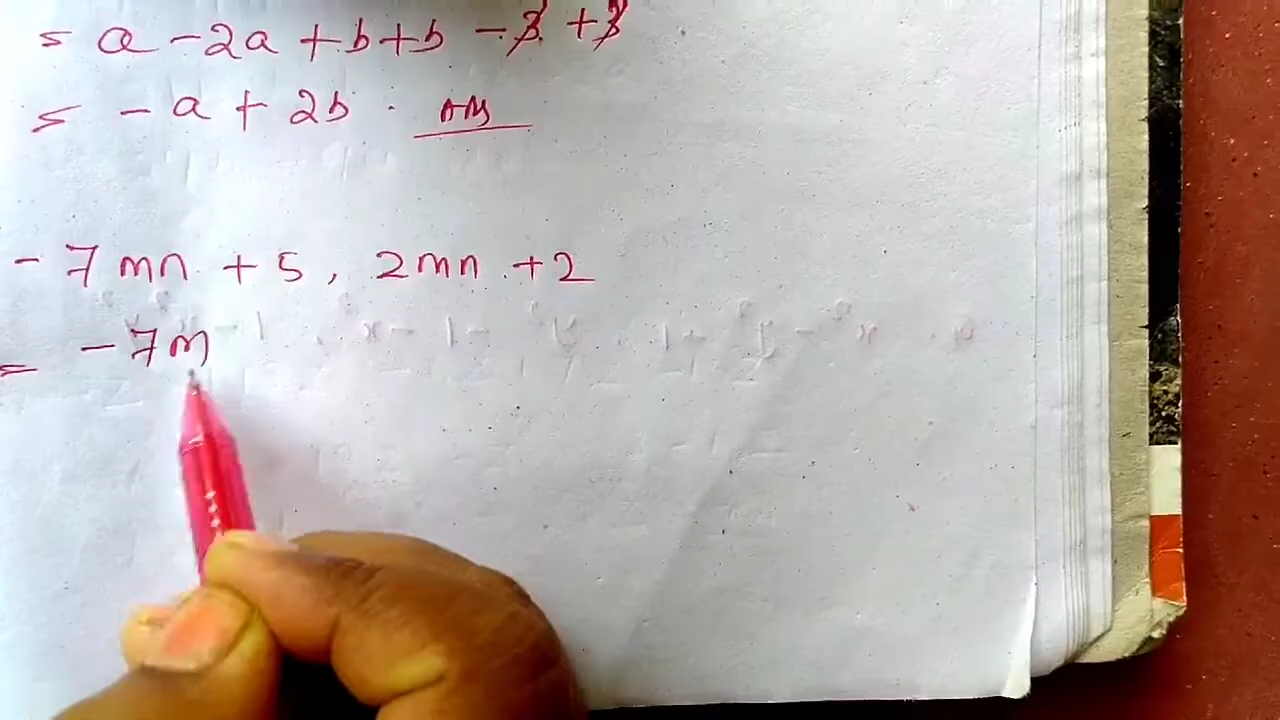 = a - 2a + b + b - 3 + 3
= - a + 2b . Ans
- 7mn + 5, 2mn + 2
= - 7m